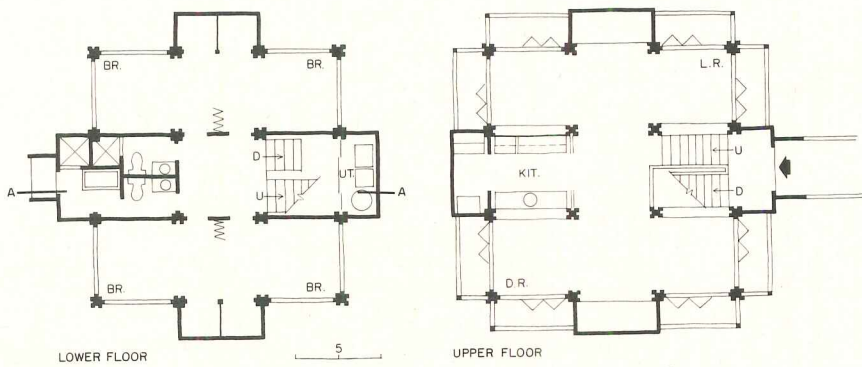 BR.
BR.
L.R.
D
A
UT.
KIT.
U
U
A
D
BR.
BR.
D.R.
LOWER FLOOR
5
UPPER FLOOR